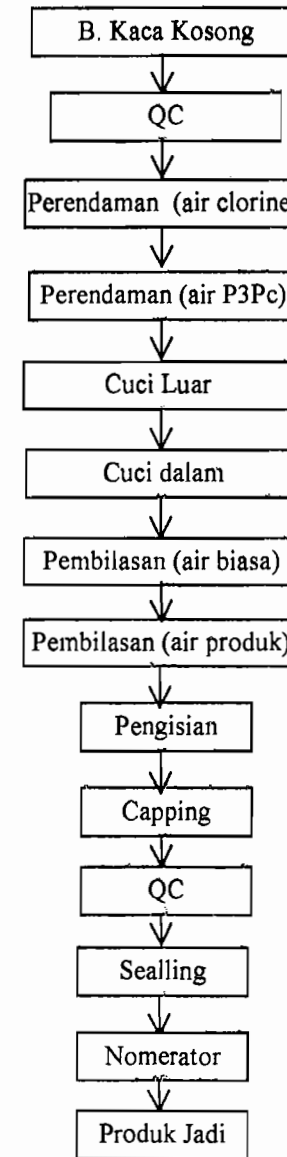 B. Kaca Kosong
QC
Perendaman (air clorine
Perendaman (air P3Pc)
Cuci Luar
Cuci dalam
Pembilasan (air biasa)
Pembilasan (air produk)
Pengisian
Capping
QC
Sealling
Nomerator
Produk Jadi